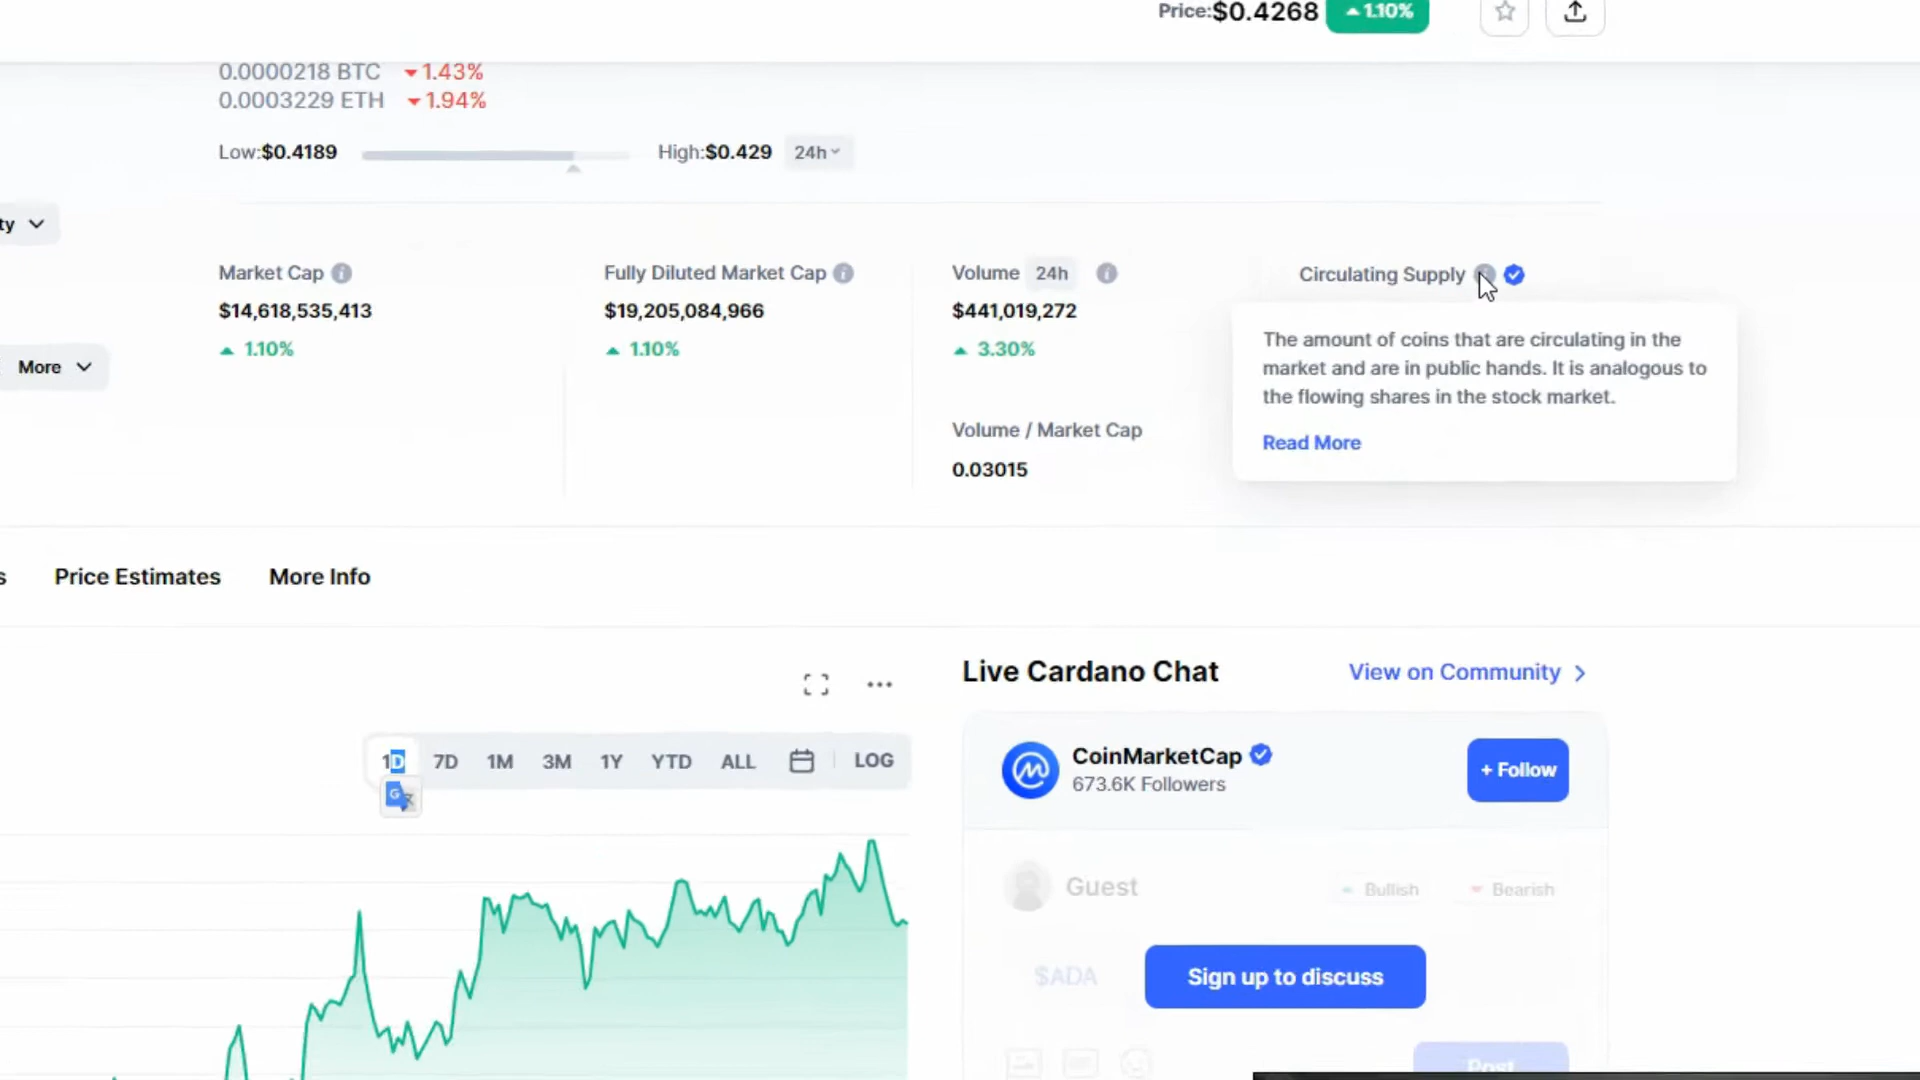 Price:$0.4268 1.10%
0.0000218 BTC 1.43%
0.0003229 ETH 1.94%
Low:$0.4189 High:$0.429 24h
ty
Market Cap Fully Diluted Market Cap Volume 24h Circulating Supply
$14,618,535,413 $19,205,084,966 $441,019,272
1.10% 1.10% 3.30%
More
The amount of coins that are circulating in the
market and are in public hands. It is analogous to
the flowing shares in the stock market.
Read More
Volume / Market Cap
0.03015
s Price Estimates More Info
Live Cardano Chat View on Community
1D 7D 1M 3M 1Y YTD ALL LOG
G
CoinMarketCap
673.6K Followers
+ Follow
Guest Bullish Bearish
$ADA Sign up to discuss
Post